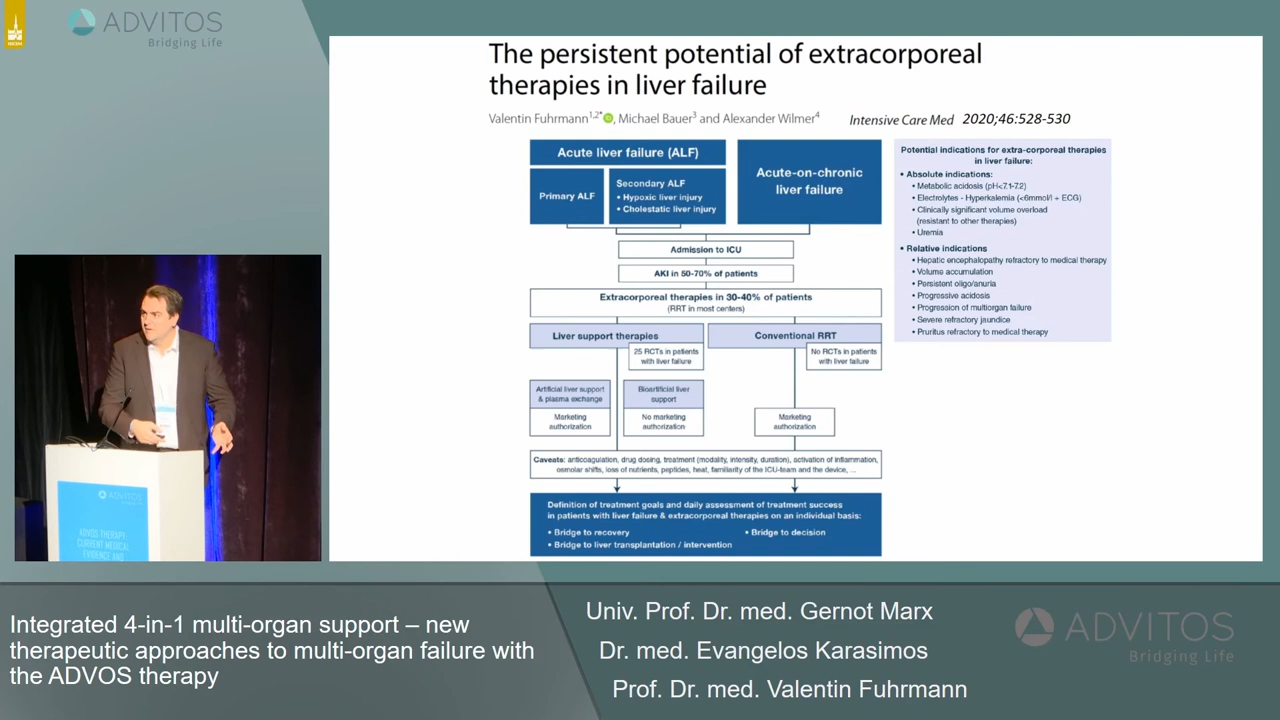 ADVITOS
Bridging Life
The persistent potential of extracorporeal
therapies in liver failure
Valentin Fuhrmann1,2*, Michael Bauer3 and Alexander Wilmer4
Intensive Care Med 2020;46:528-530
Acute liver failure (ALF)
Primary ALF
Secondary ALF
• Hypoxic liver injury
• Cholestatic liver injury
Acute-on-chronic
liver failure
Admission to ICU
AKI in 50-70% of patients
Extracorporeal therapies in 30-40% of patients
(RRT in most centers)
Liver support therapies
Conventional RRT
25 RCTs in patients
with liver failure
No RCTs in patients
with liver failure
Artificial liver support
& plasma exchange
Bioartificial liver
support
Marketing
authorization
No marketing
authorization
Marketing
authorization
Caveats: anticoagulation, drug dosing, treatment (modality, intensity, duration), activation of inflammation,
osmolar shifts, loss of nutrients, peptides, heat, familiarity of the ICU-team and the device, ...
Definition of treatment goals and daily assessment of treatment success
in patients with liver failure & extracorporeal therapies on an individual basis:
• Bridge to recovery
• Bridge to decision
• Bridge to liver transplantation / intervention
Potential indications for extra-corporeal therapies
in liver failure:
• Absolute indications:
• Metabolic acidosis (pH<7.1-7.2)
• Electrolytes - Hyperkalemia (<6mmol/l + ECG)
• Clinically significant volume overload
(resistant to other therapies)
• Uremia
• Relative indications
• Hepatic encephalopathy refractory to medical therapy
• Volume accumulation
• Persistent oligo/anuria
• Progressive acidosis
• Progression of multiorgan failure
• Severe refractory jaundice
• Pruritus refractory to medical therapy
ADVITOS
ADVOS THERAPY
CURRENT MEDICAL
EVIDENCE AND
Integrated 4-in-1 multi-organ support – new
therapeutic approaches to multi-organ failure with
the ADVOS therapy
Univ. Prof. Dr. med. Gernot Marx
Dr. med. Evangelos Karasimos
Prof. Dr. med. Valentin Fuhrmann
ADVITOS
Bridging Life